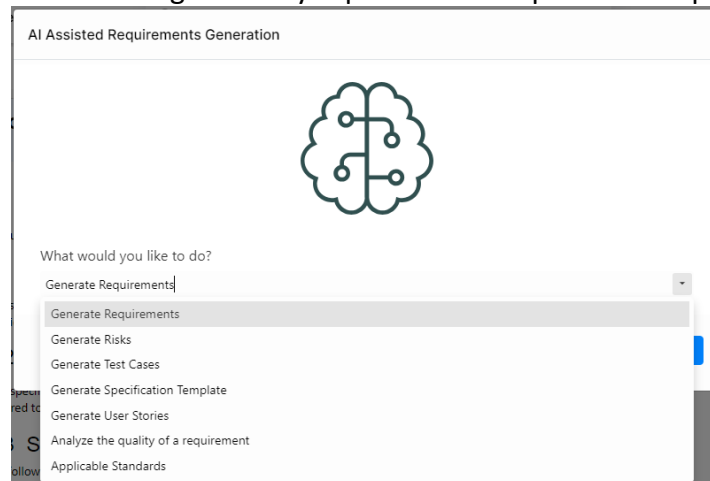 AI Assisted Requirements Generation
What would you like to do?
Generate Requirements
Generate Requirements
Generate Risks
Generate Test Cases
Generate Specification Template
Generate User Stories
Analyze the quality of a requirement
Applicable Standards